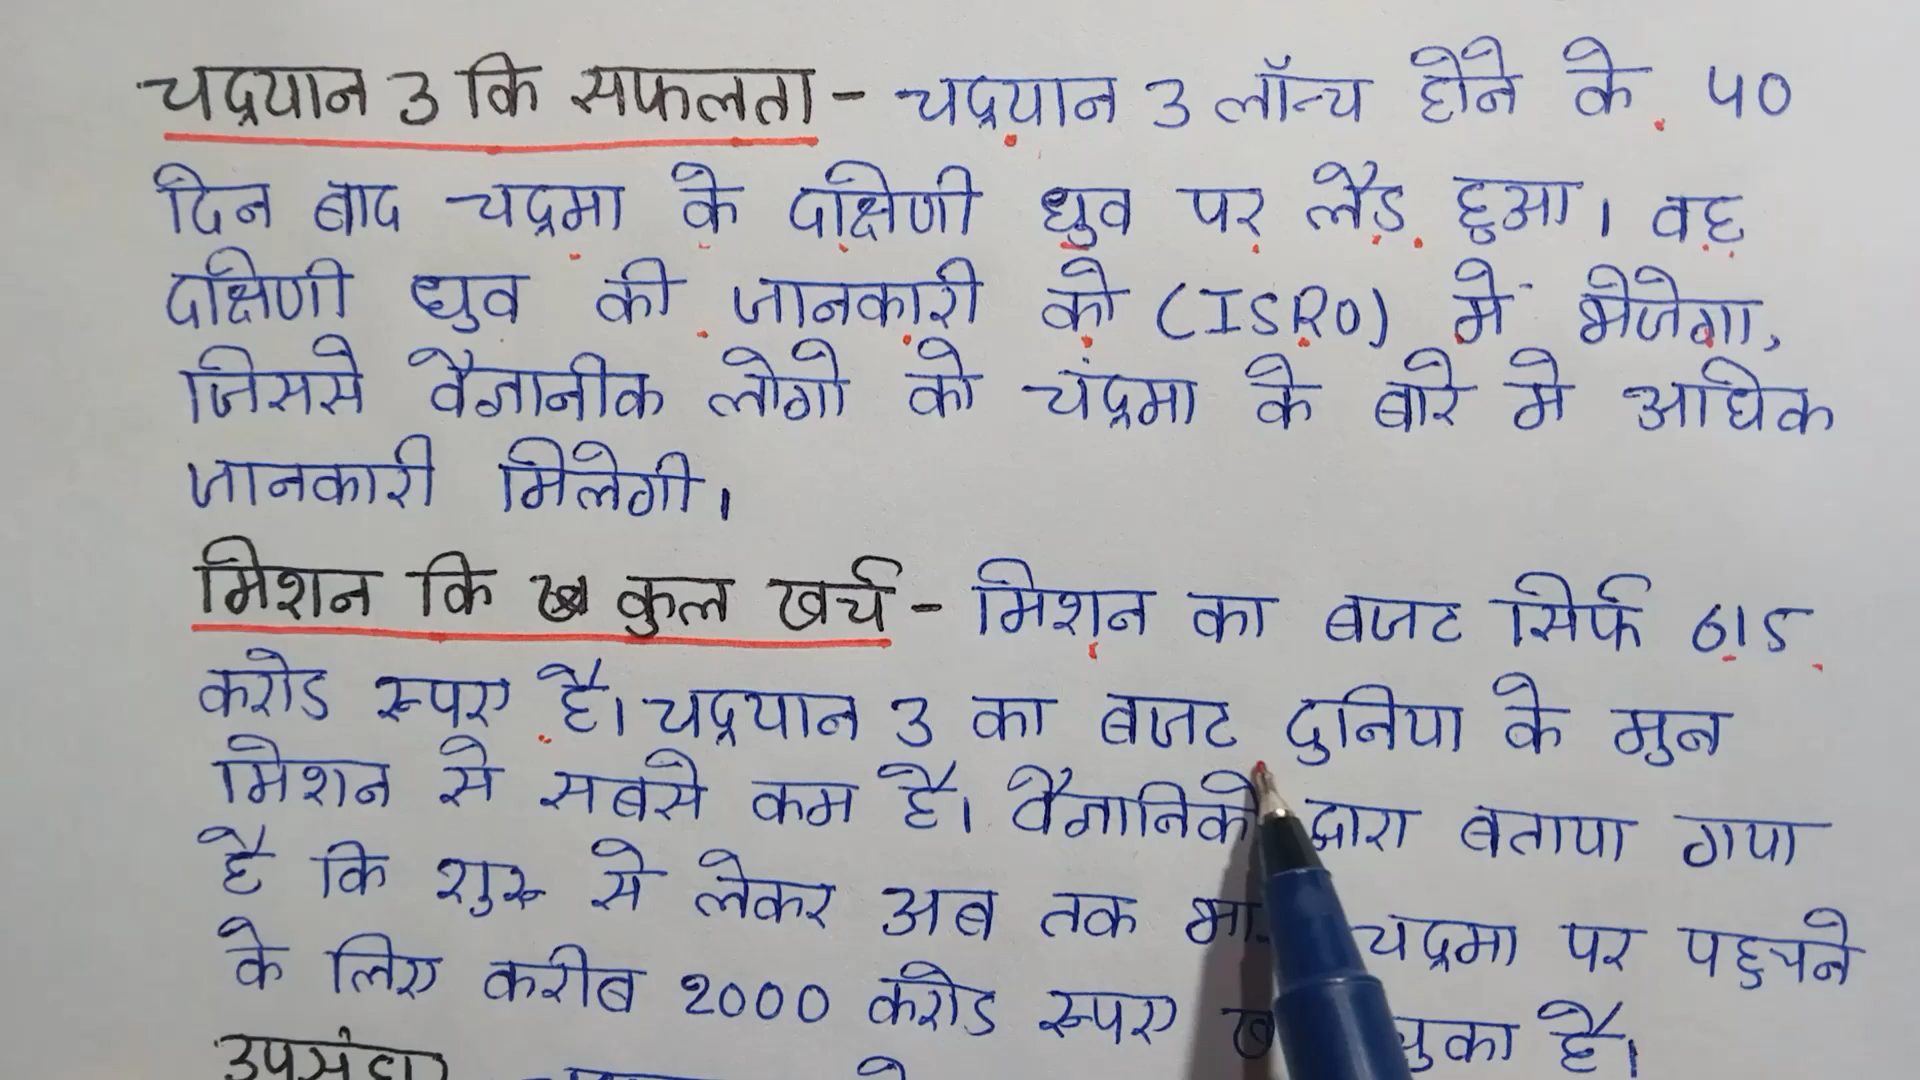 चद्रयान 3 कि सफलता - चद्रयान 3 लॉन्च होने के 40
दिन बाद चद्रमा के दक्षिणी ध्रुव पर लैड हुआ। वह
दक्षिणी ध्रुव की जानकारी को (ISRO) में भेजेगा,
जिससे वैज्ञानीक लोगो को चंद्रमा के बारे मे अधिक
जानकारी मिलेगी।
मिशन कि कुल खर्च - मिशन का बजट सिर्फ 615
करोड रूपए है। चद्रयान 3 का बजट दुनिया के मुन
मिशन से सबसे कम है। वैज्ञानिको द्वारा बताया गया
है कि शुरू से लेकर अब तक चद्रमा पर पहुचने
के लिए करीब 2000 करोड रूपए चुका है।
उपसंहार